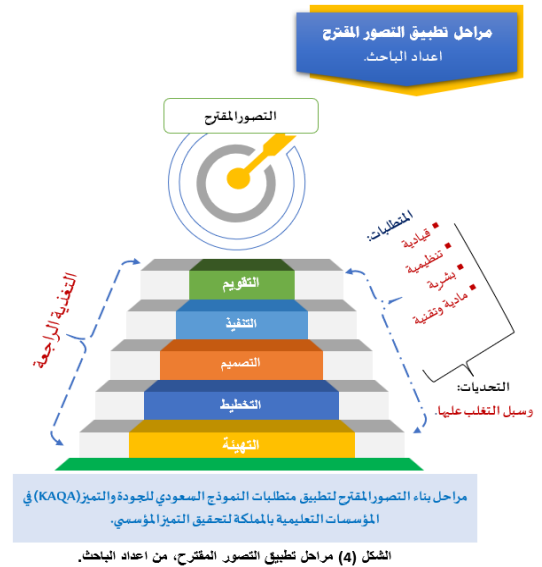 مراحل تطبيق التصور المقترح
اعداد الباحث.
التصور المقترح
المتطلبات:
قيادية
تنظيمية
بشرية
مادية وتقنية
التحديات:
وسبل التغلب عليها.
التغذية الراجعة
التقويم
التنفيذ
التصميم
التخطيط
التهيئة
مراحل بناء التصور المقترح لتطبيق متطلبات النموذج السعودي للجودة والتميز (KAQA) في
المؤسسات التعليمية بالمملكة لتحقيق التميز المؤسسي.
الشكل (4) مراحل تطبيق التصور المقترح، من اعداد الباحث.